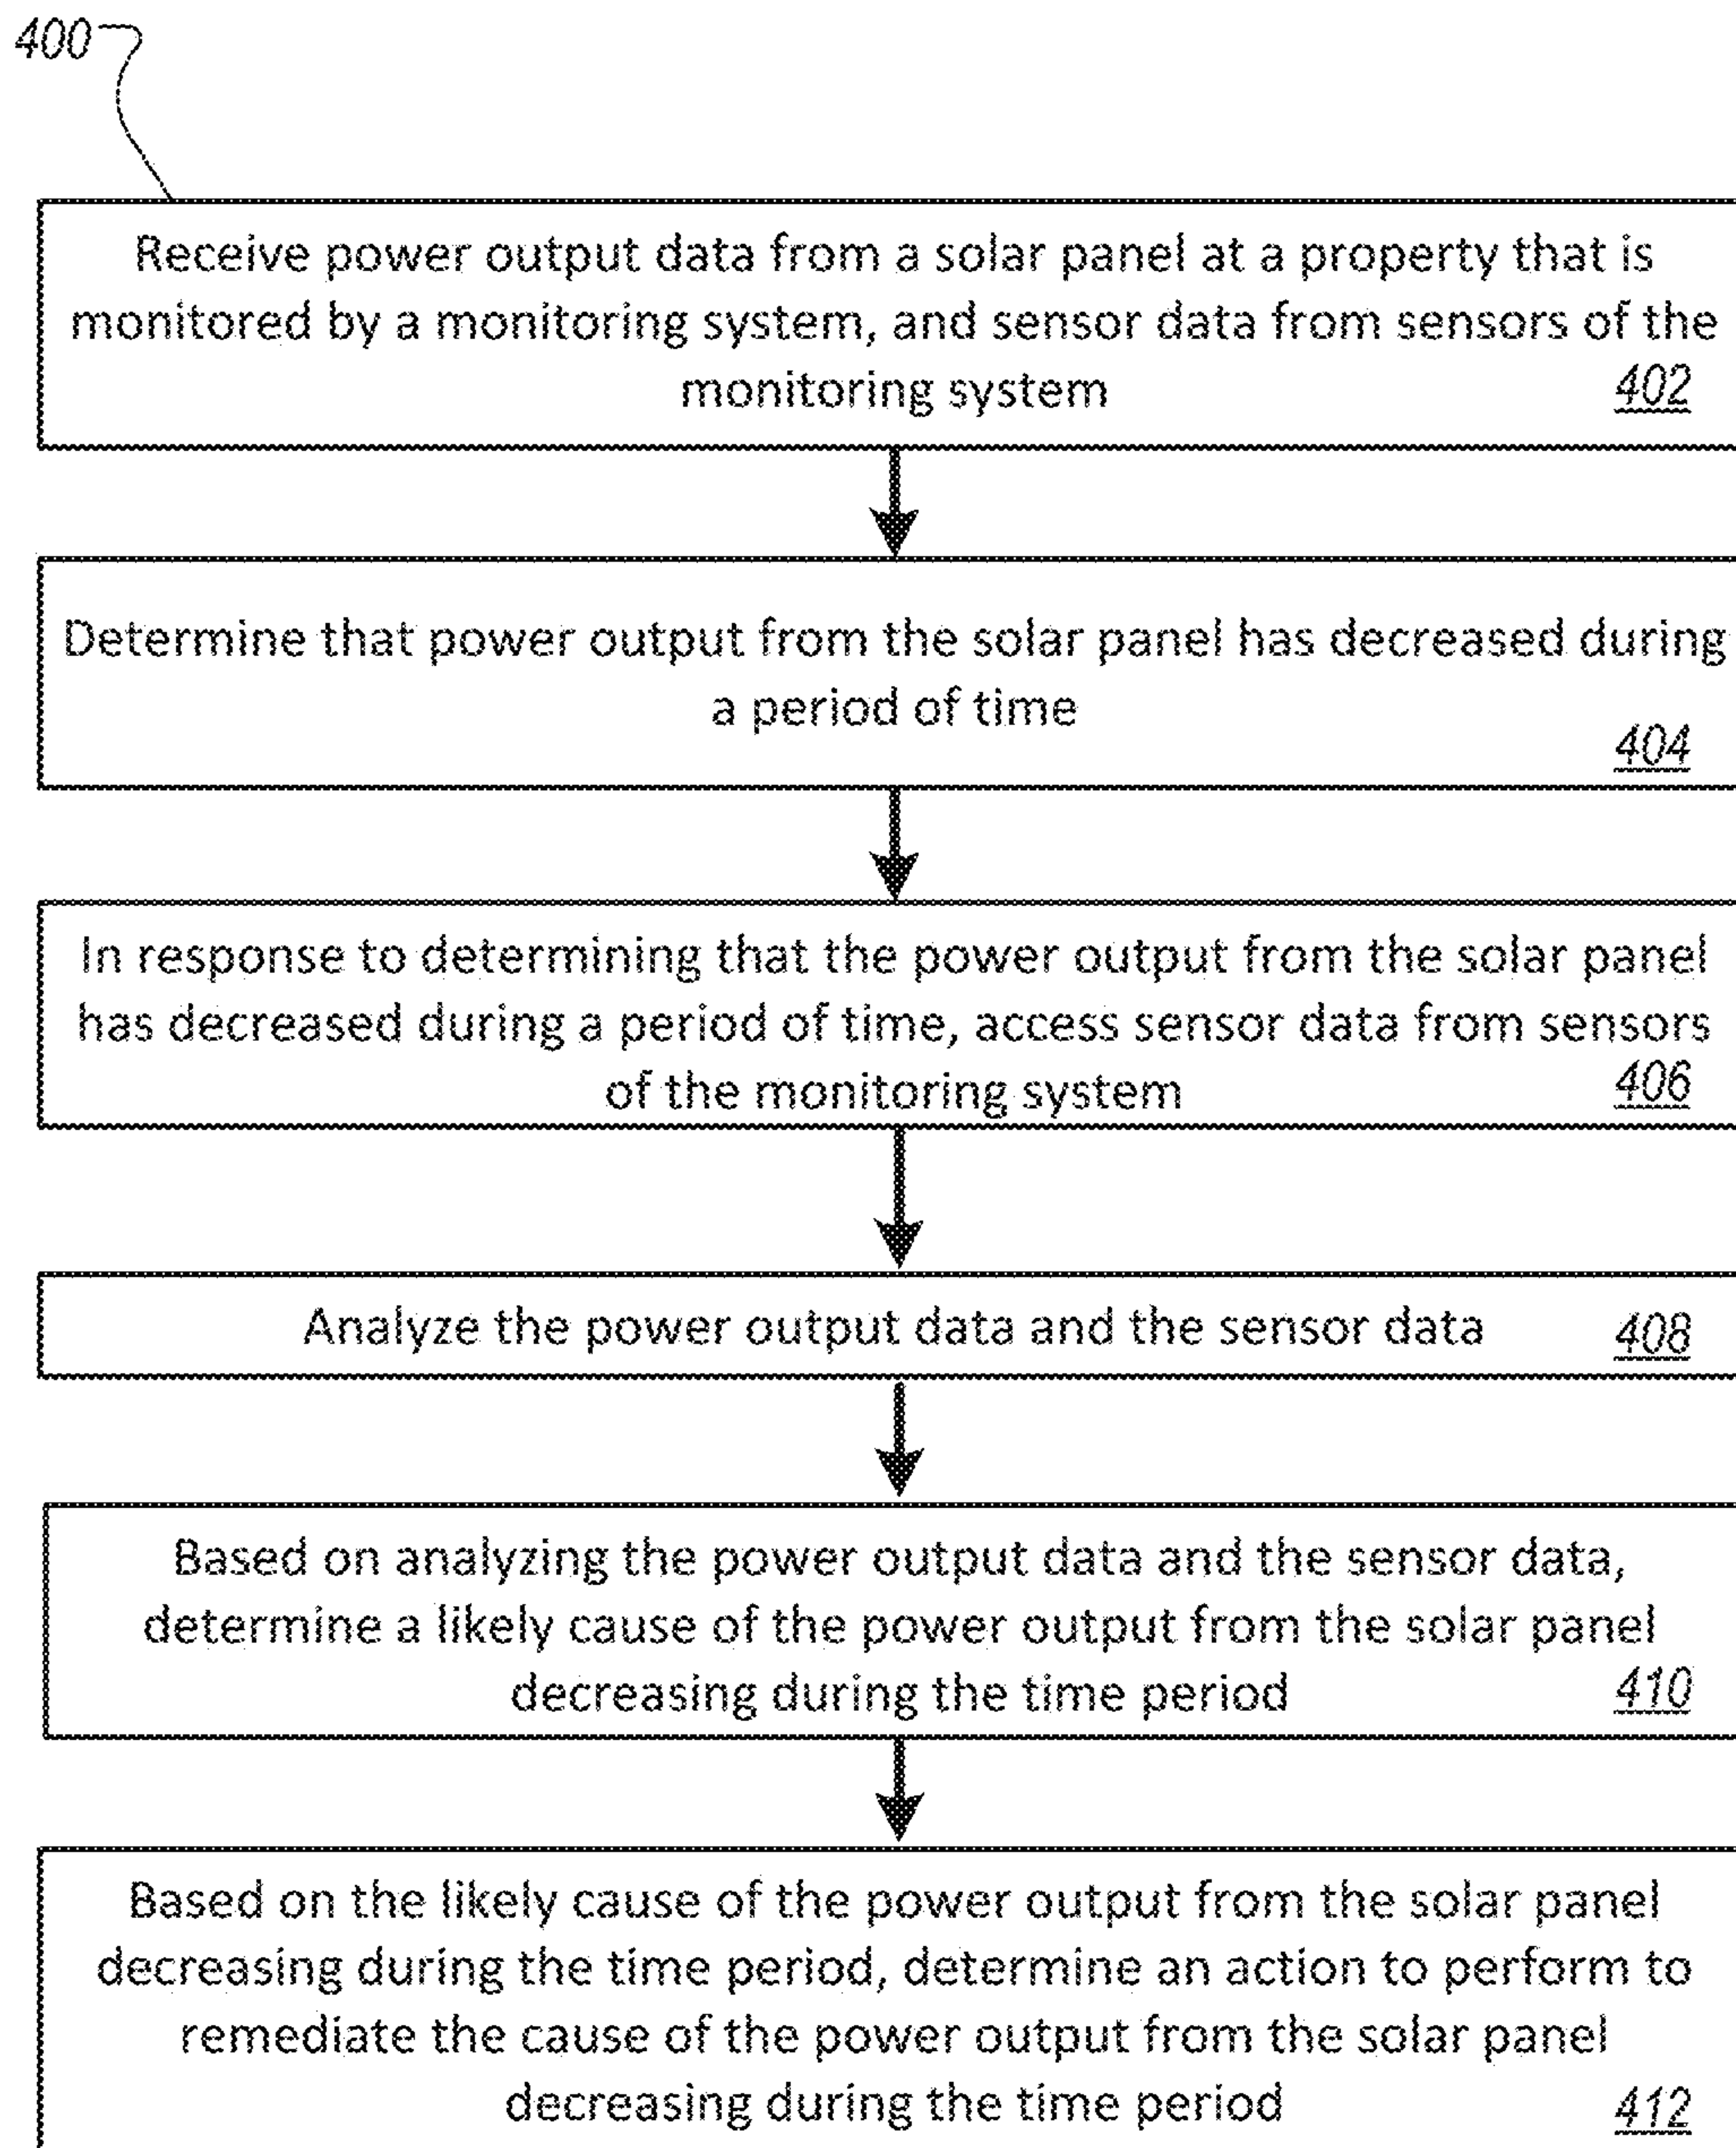 400
Receive power output data from a solar panel at a property that is
monitored by a monitoring system, and sensor data from sensors of the
monitoring system
402
Determine that power output from the solar panel has decreased during
a period of time
404
In response to determining that the power output from the solar panel
has decreased during a period of time, access sensor data from sensors
of the monitoring system
406
Analyze the power output data and the sensor data
408
Based on analyzing the power output data and the sensor data,
determine a likely cause of the power output from the solar panel
decreasing during the time period
410
Based on the likely cause of the power output from the solar panel
decreasing during the time period, determine an action to perform to
remediate the cause of the power output from the solar panel
decreasing during the time period
412